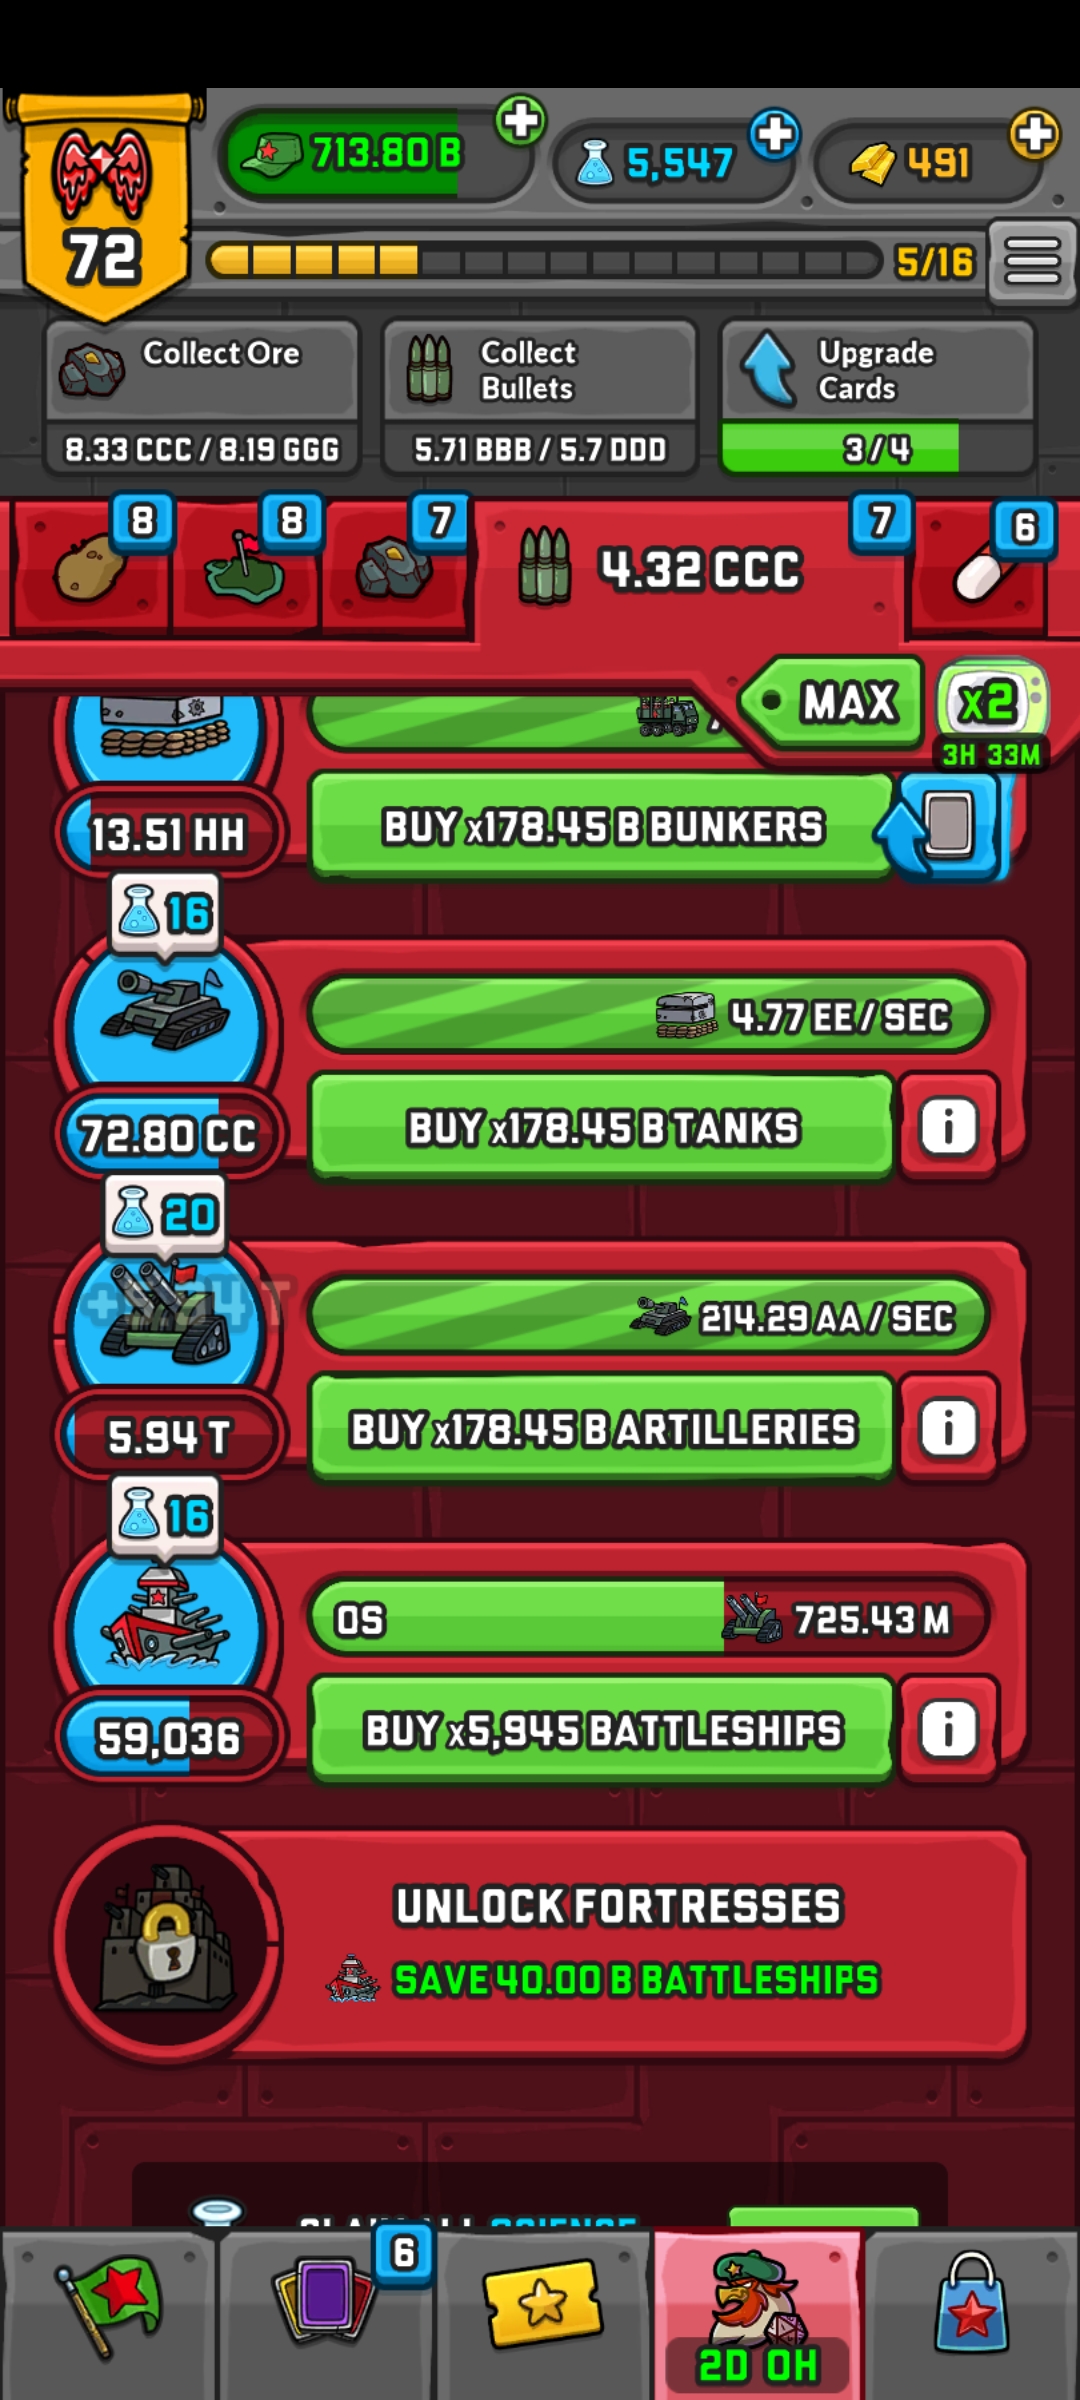 713.80 B
5,547
491
72
5/16
Collect Ore
8.33 CCC / 8.19 GGG
Collect
Bullets
5.71 BBB / 5.7 DDD
Upgrade
Cards
3/4
8
8
7
4.32 CCC
7
6
MAX
x2
3H 33M
13.51 HH
BUY x178.45 B BUNKERS
16
72.80 CC
4.77 EE / SEC
BUY x178.45 B TANKS
20
5.94 T
214.29 AA / SEC
BUY x178.45 B ARTILLERIES
16
59,036
0S
725.43 M
BUY x5,945 BATTLESHIPS
UNLOCK FORTRESSES
SAVE 40.00 B BATTLESHIPS
6
2D 0H